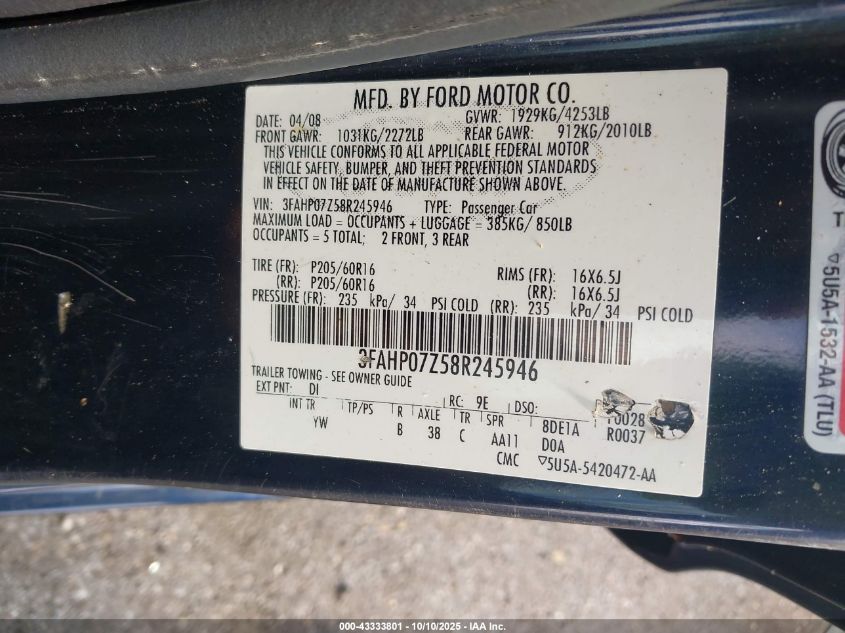 MFD. BY FORD MOTOR CO.
DATE: 04/08 GVWR: 1929KG/4253LB
FRONT GAWR: 1031KG/2272LB REAR GAWR: 912KG/2010LB
THIS VEHICLE CONFORMS TO ALL APPLICABLE FEDERAL MOTOR
VEHICLE SAFETY, BUMPER, AND THEFT PREVENTION STANDARDS
IN EFFECT ON THE DATE OF MANUFACTURE SHOWN ABOVE.
VIN: 3FAHP07Z58R245946 TYPE: Passenger Car
MAXIMUM LOAD = OCCUPANTS + LUGGAGE = 385KG/ 850LB
OCCUPANTS = 5 TOTAL; 2 FRONT, 3 REAR
TIRE (FR): P205/60R16 RIMS (FR): 16X6.5J
(RR): P205/60R16 (RR): 16X6.5J
PRESSURE (FR): 235 kPa/ 34 PSI COLD (RR): 235 kPa/ 34 PSI COLD
3FAHP07Z58R245946
TRAILER TOWING - SEE OWNER GUIDE
EXT PNT: DI RC: 9E DSO: 0028
INT TR TP/PS R AXLE TR SPR 8DE1A R0037
YW B 38 C AA11 D0A
CMC ▽5U5A-5420472-AA
▽5U5A-1532-AA (TLU)
000-43333801 - 10/10/2025 - IAA Inc.